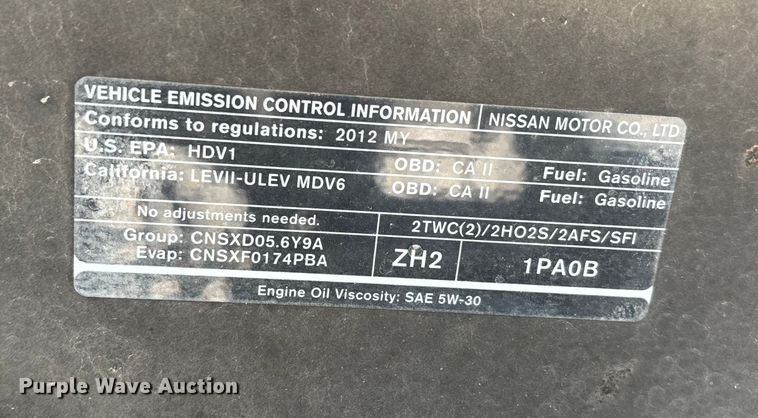 VEHICLE EMISSION CONTROL INFORMATION NISSAN MOTOR CO., LTD
Conforms to regulations: 2012 MY
U.S. EPA: HDV1 OBD: CA II Fuel: Gasoline
California: LEVII-ULEV MDV6 OBD: CA II Fuel: Gasoline
No adjustments needed. 2TWC(2)/2HO2S/2AFS/SFI
Group: CNSXD05.6Y9A
Evap: CNSXF0174PBA ZH2 1PA0B
Engine Oil Viscosity: SAE 5W-30
Purple Wave Auction